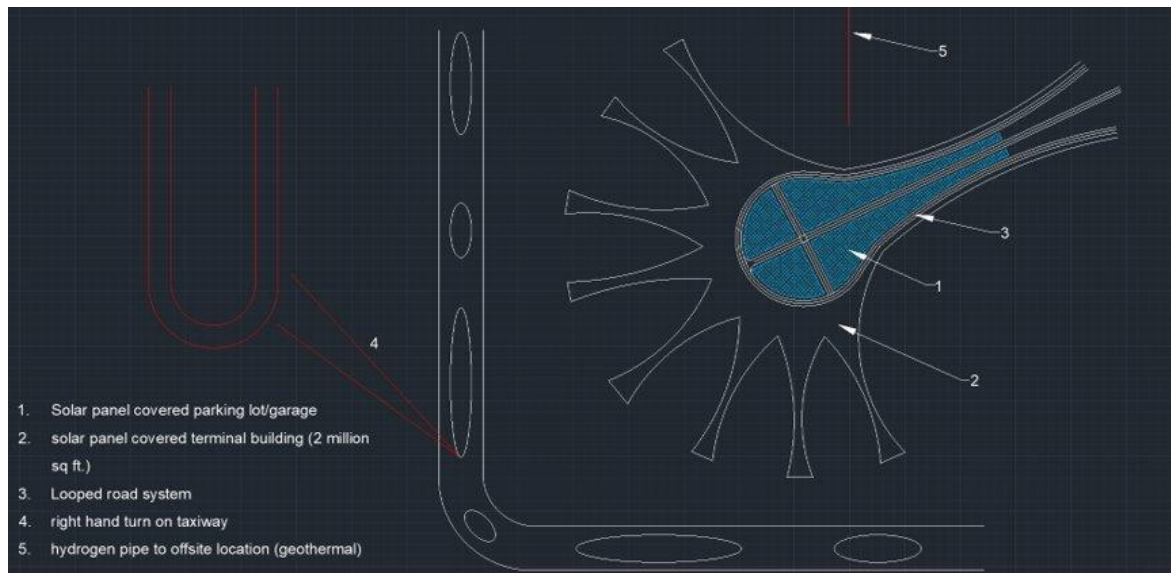 5
3
1
4
2
1. Solar panel covered parking lot/garage
2. solar panel covered terminal building (2 million
sq ft.)
3. Looped road system
4. right hand turn on taxiway
5. hydrogen pipe to offsite location (geothermal)